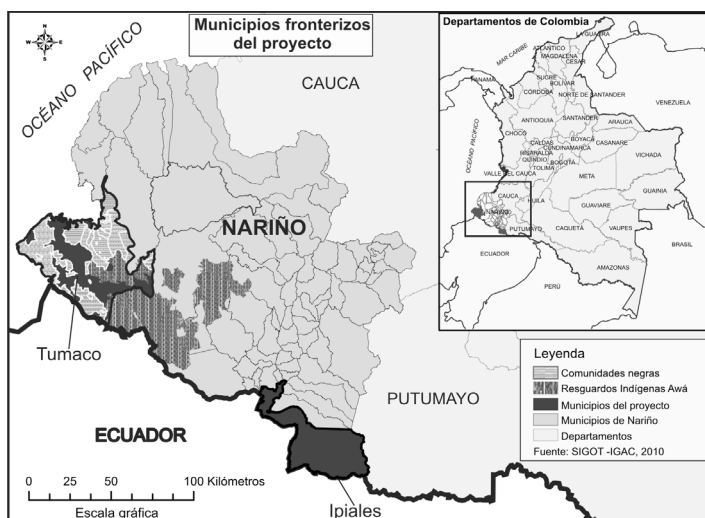 Municipios fronterizos
del proyecto
N
W E
S
OCÉANO PACÍFICO
CAUCA
NARIÑO
Tumaco
ECUADOR
PUTUMAYO
Ipiales
0 25 50 100 Kilómetros
Escala gráfica
Departamentos de Colombia
MAR CARIBE
LA GUAJIRA
ATLÁNTICO
MAGDALENA
CESAR
PANAMÁ
SUCRE
BOLÍVAR
CÓRDOBA
NORTE DE SANTANDER
VENEZUELA
ANTIOQUIA
SANTANDER
ARAUCA
OCÉANO PACÍFICO
CHOCÓ
BOYACÁ
CASANARE
CALDAS
CUNDINAMARCA
RISARALDA
VICHADA
QUINDÍO
BOGOTÁ
TOLIMA
VALLE DEL CAUCA
META
GUAINIA
CAUCA
HUILA
GUAVIARE
NARIÑO
VAUPES
PUTUMAYO
CAQUETÁ
BRASIL
ECUADOR
AMAZONAS
PERÚ
Leyenda
Comunidades negras
Resguardos Indígenas Awá
Municipios del proyecto
Municipios de Nariño
Departamentos
Fuente: SIGOT -IGAC, 2010